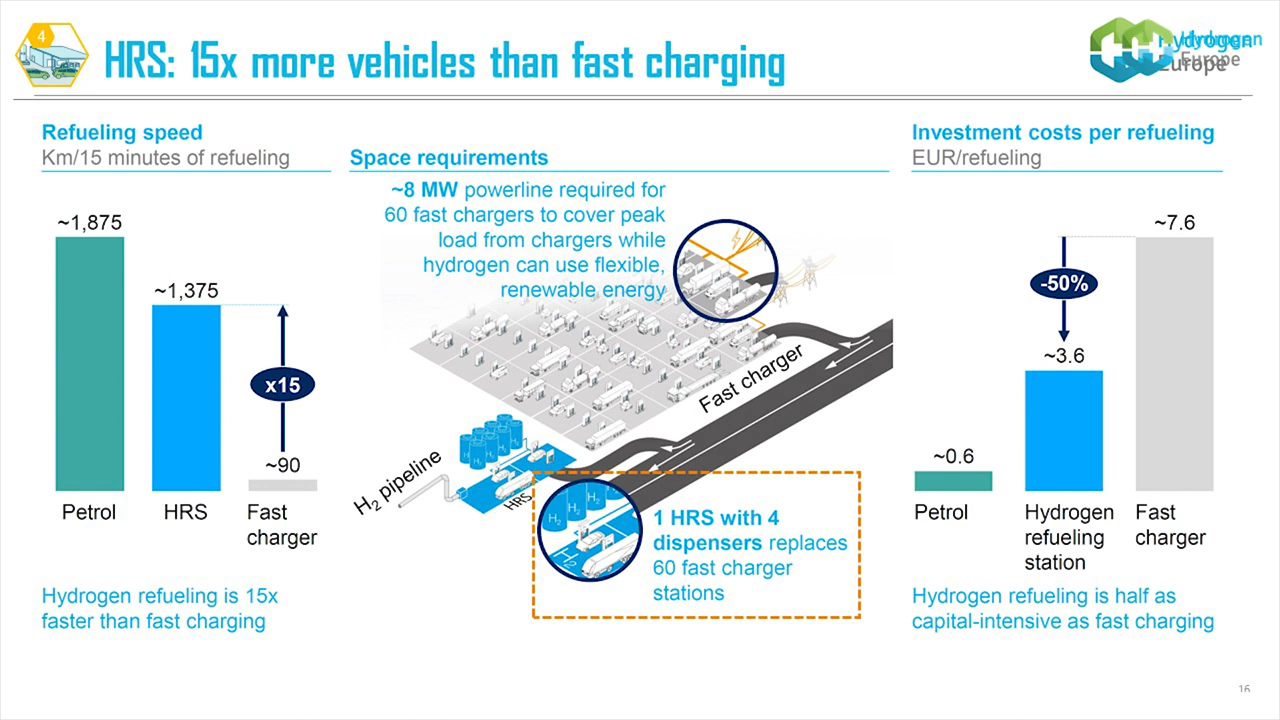 4
HRS: 15x more vehicles than fast charging
Hydrogen
Europe
Refueling speed
Km/15 minutes of refueling
~1,875
~1,375
x15
~90
Petrol
HRS
Fast
charger
Hydrogen refueling is 15x
faster than fast charging
Space requirements
~8 MW powerline required for
60 fast chargers to cover peak
load from chargers while
hydrogen can use flexible,
renewable energy
Fast charger
H₂ pipeline
HRS
H₂
H₂
H₂
H₂
1 HRS with 4
dispensers replaces
60 fast charger
stations
Investment costs per refueling
EUR/refueling
~7.6
-50%
~3.6
~0.6
Petrol
Hydrogen
refueling
station
Fast
charger
Hydrogen refueling is half as
capital-intensive as fast charging
16